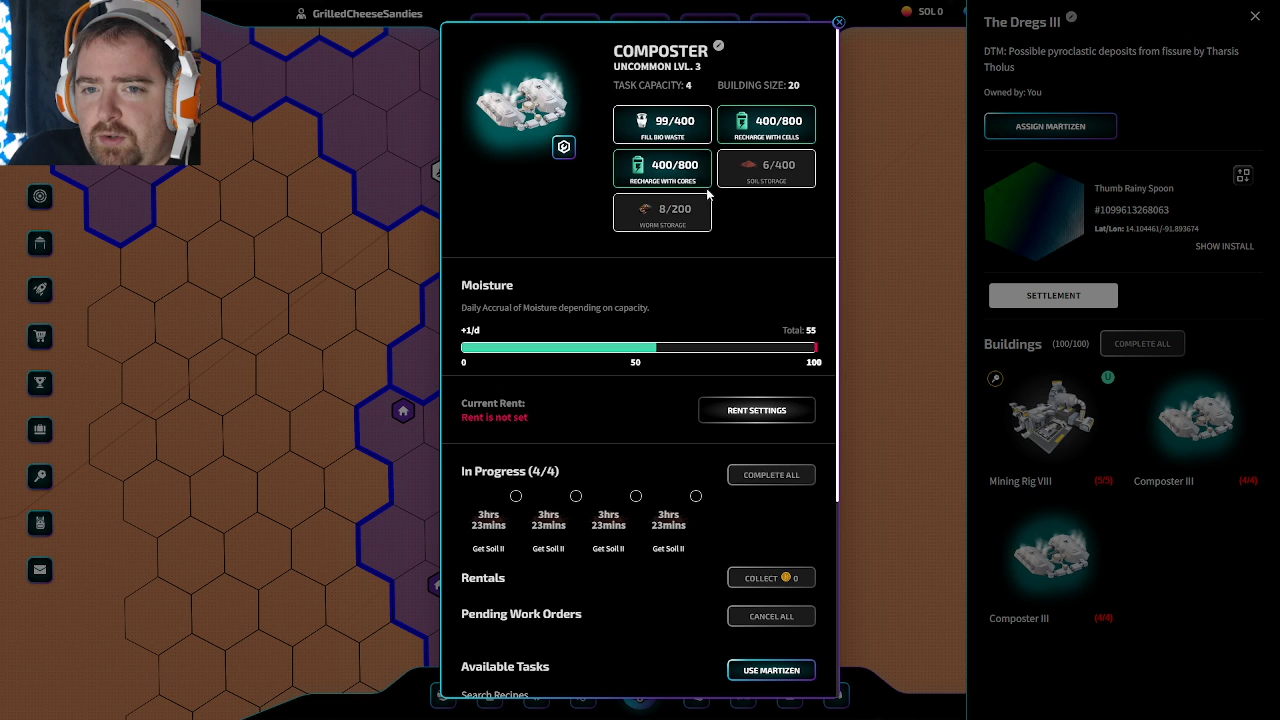 GrilledCheeseSandies
SOL 0
COMPOSTER
UNCOMMON LVL. 3
TASK CAPACITY: 4
BUILDING SIZE: 20
99/400
FILL BIO WASTE
400/800
RECHARGE WITH CELLS
400/800
RECHARGE WITH CORES
6/400
SOIL STORAGE
8/200
WORM STORAGE
Moisture
Daily Accrual of Moisture depending on capacity.
+1/d
Total: 55
0
50
100
Current Rent:
Rent is not set
RENT SETTINGS
In Progress (4/4)
COMPLETE ALL
3hrs
23mins
Get Soil II
3hrs
23mins
Get Soil II
3hrs
23mins
Get Soil II
3hrs
23mins
Get Soil II
Rentals
COLLECT 0
Pending Work Orders
CANCEL ALL
Available Tasks
USE MARTIZEN
Search Recipes
The Dregs III
DTM: Possible pyroclastic deposits from fissure by Tharsis
Tholus
Owned by: You
ASSIGN MARTIZEN
Thumb Rainy Spoon
#1099613268063
Lat/Lon: 14.104461/-91.893674
SHOW INSTALL
SETTLEMENT
Buildings (100/100)
COMPLETE ALL
U
Mining Rig VIII
(5/5)
Composter III
(4/4)
Composter III
(4/4)